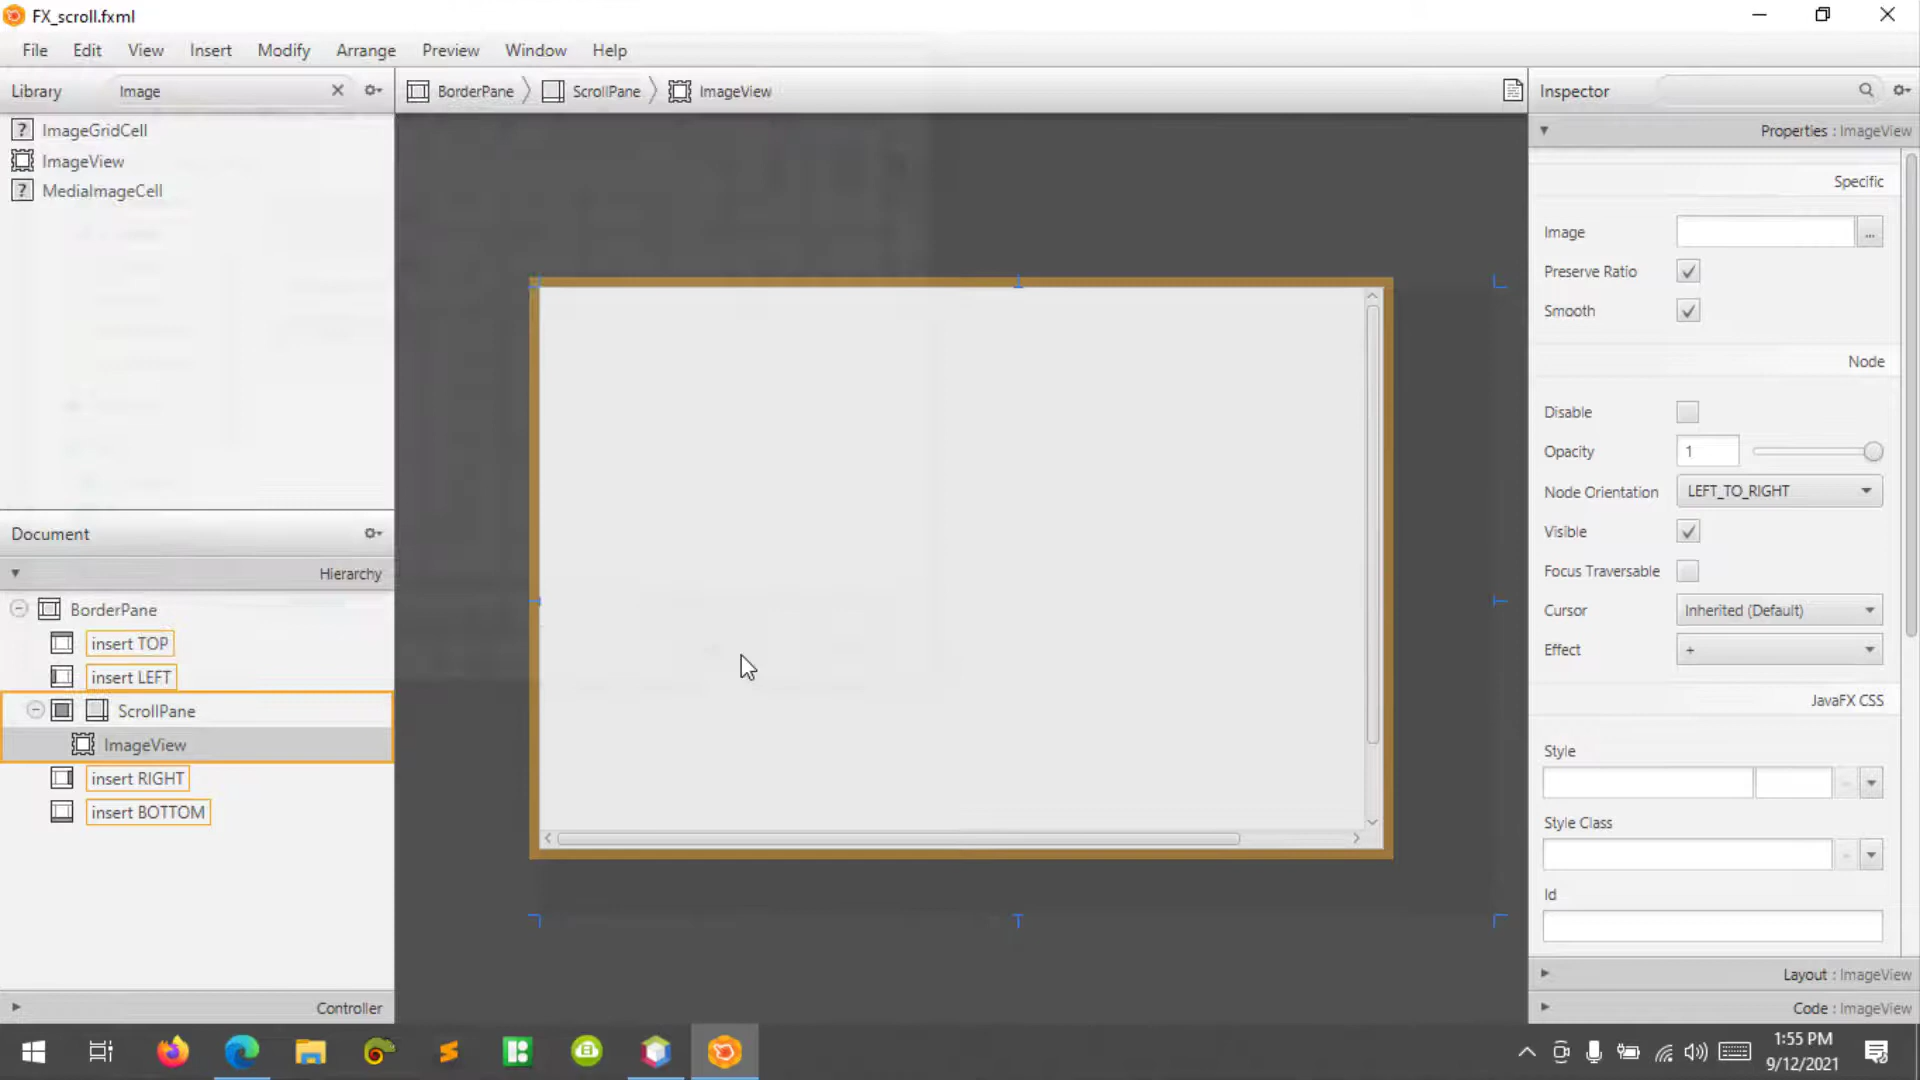 FX_scroll.fxml
File Edit View Insert Modify Arrange Preview Window Help
Library Image
BorderPane ScrollPane ImageView
Inspector
ImageGridCell
ImageView
MediaImageCell
Properties : ImageView
Specific
Image ...
Preserve Ratio
Smooth
Node
Disable
Opacity 1
Node Orientation LEFT_TO_RIGHT
Visible
Focus Traversable
Cursor Inherited (Default)
Effect +
JavaFX CSS
Style
Style Class
Id
Layout : ImageView
Code : ImageView
Document
Hierarchy
BorderPane
insert TOP
insert LEFT
ScrollPane
ImageView
insert RIGHT
insert BOTTOM
Controller
1:55 PM
9/12/2021